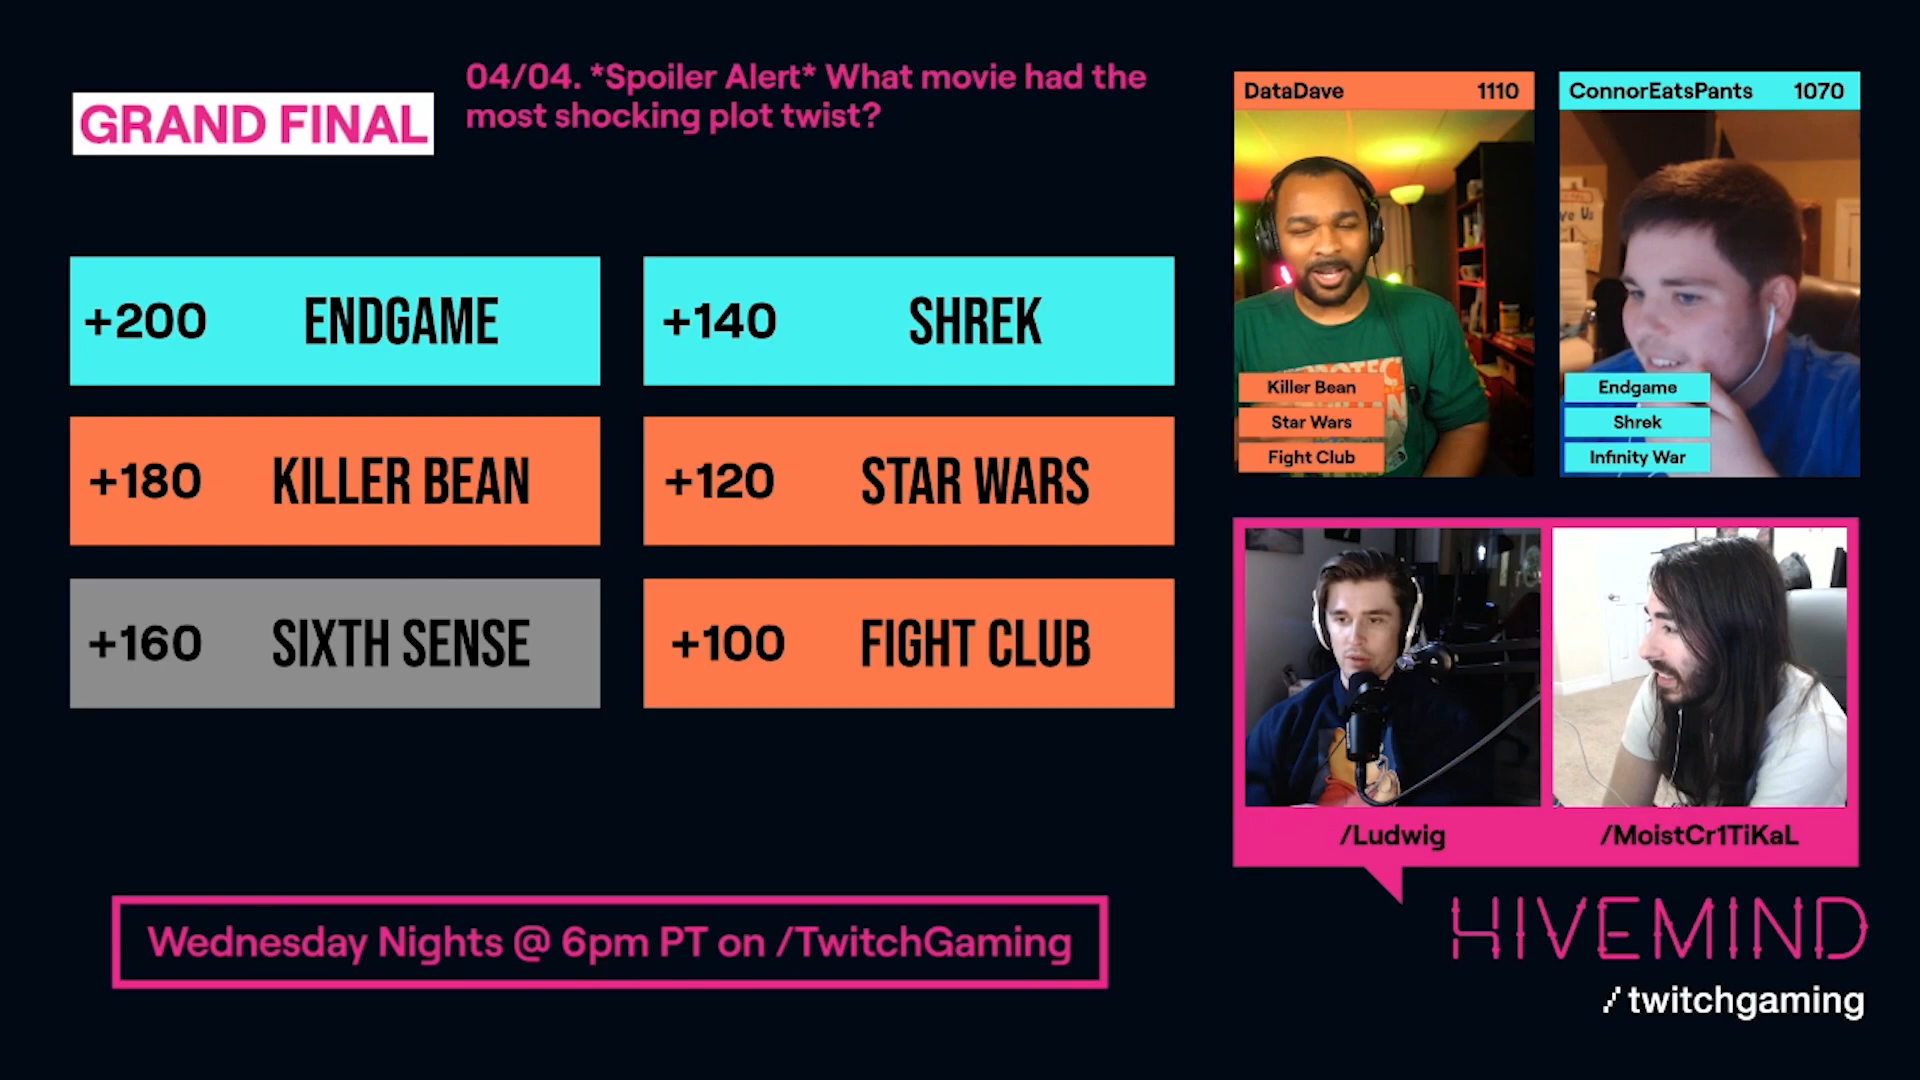 GRAND FINAL
04/04. *Spoiler Alert* What movie had the
most shocking plot twist?
+200 ENDGAME
+140 SHREK
+180 KILLER BEAN
+120 STAR WARS
+160 SIXTH SENSE
+100 FIGHT CLUB
Wednesday Nights @ 6pm PT on /TwitchGaming
DataDave 1110
Killer Bean
Star Wars
Fight Club
ConnorEatsPants 1070
Endgame
Shrek
Infinity War
/Ludwig
/MoistCr1TiKaL
HIVEMIND
/twitchgaming